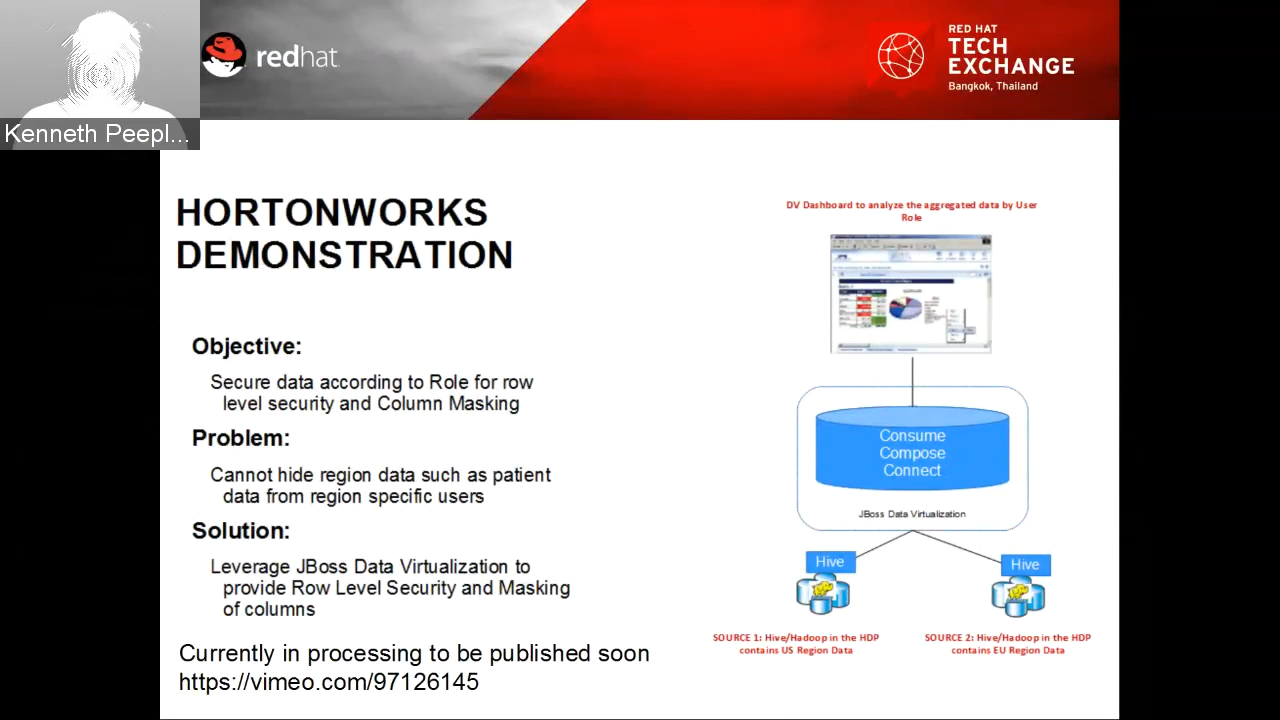 Kenneth Peepl...
redhat
RED HAT
TECH
EXCHANGE
Bangkok, Thailand
HORTONWORKS
DEMONSTRATION
Objective:
Secure data according to Role for row
level security and Column Masking
Problem:
Cannot hide region data such as patient
data from region specific users
Solution:
Leverage JBoss Data Virtualization to
provide Row Level Security and Masking
of columns
Currently in processing to be published soon
https://vimeo.com/97126145
DV Dashboard to analyze the aggregated data by User
Role
Consume
Compose
Connect
JBoss Data Virtualization
Hive
Hive
SOURCE 1: Hive/Hadoop in the HDP
contains US Region Data
SOURCE 2: Hive/Hadoop in the HDP
contains EU Region Data